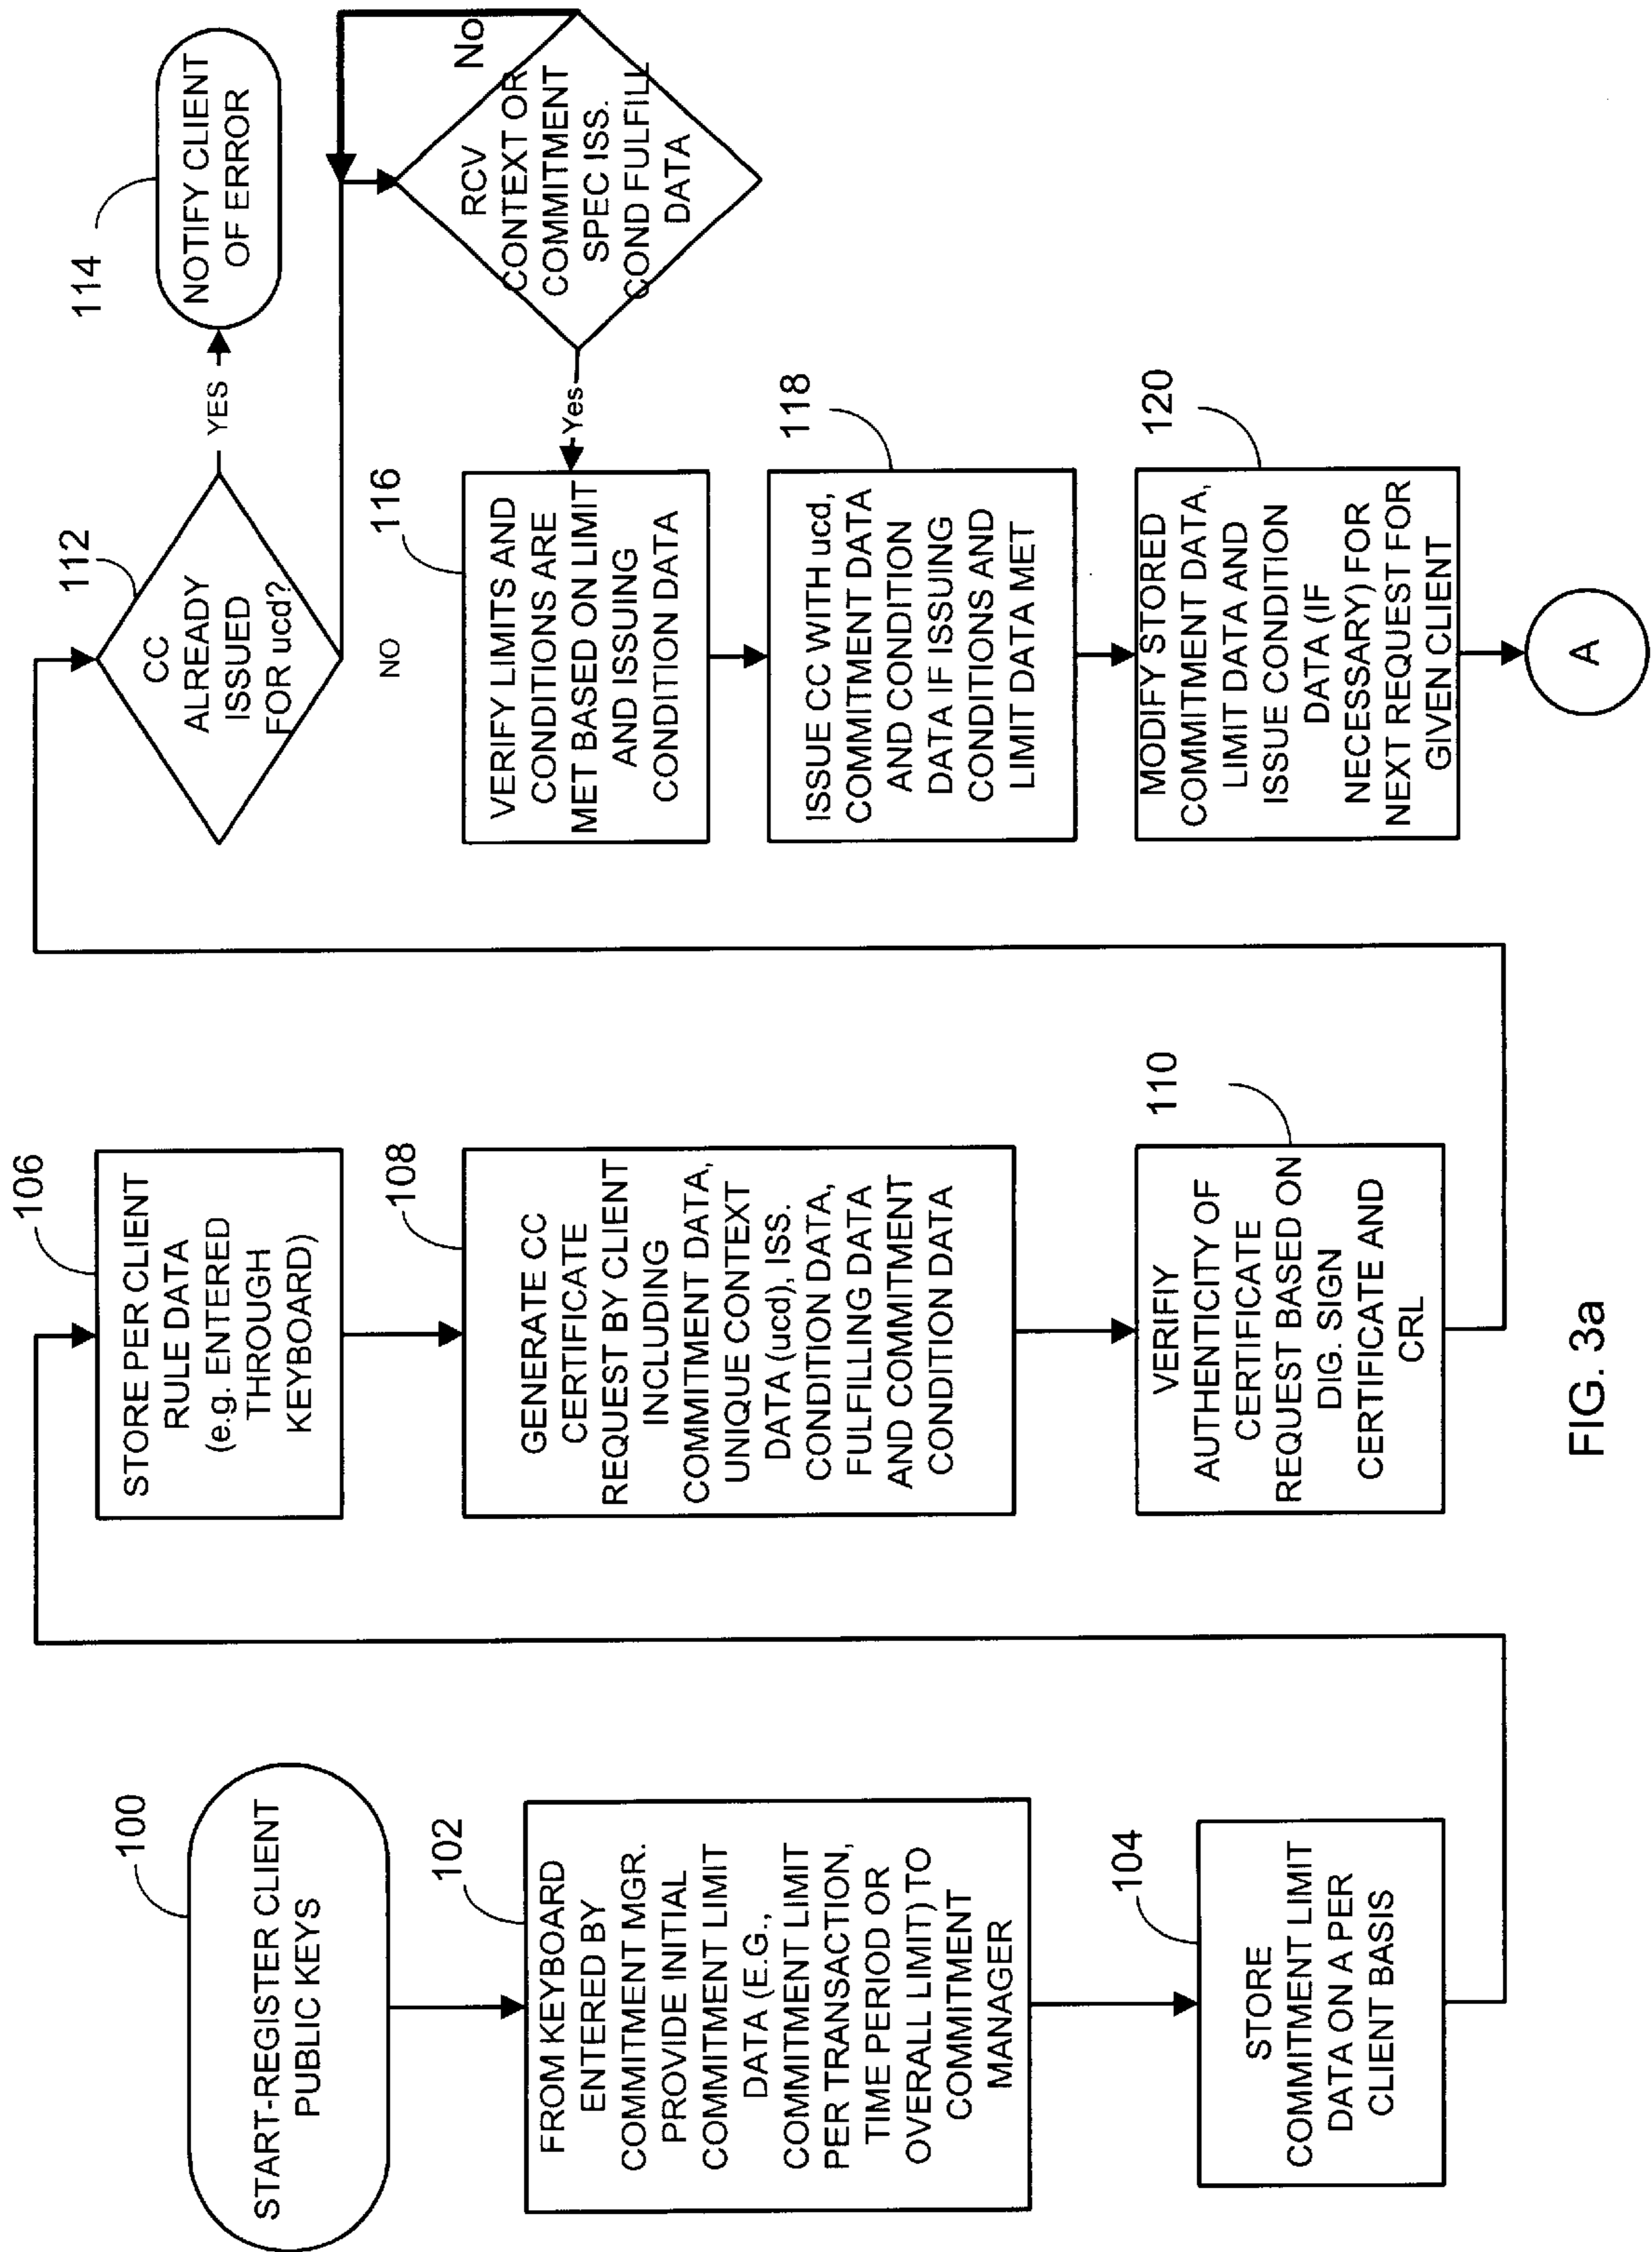 100
START-REGISTER CLIENT
PUBLIC KEYS
102
FROM KEYBOARD
ENTERED BY
COMMITMENT MGR.
PROVIDE INITIAL
COMMITMENT LIMIT
DATA (E.G.,
COMMITMENT LIMIT
PER TRANSACTION,
TIME PERIOD OR
OVERALL LIMIT) TO
COMMITMENT
MANAGER
104
STORE
COMMITMENT LIMIT
DATA ON A PER
CLIENT BASIS
106
STORE PER CLIENT
RULE DATA
(e.g. ENTERED
THROUGH
KEYBOARD)
108
GENERATE CC
CERTIFICATE
REQUEST BY CLIENT
INCLUDING
COMMITMENT DATA,
UNIQUE CONTEXT
DATA (ucd), ISS.
CONDITION DATA,
FULFILLING DATA
AND COMMITMENT
CONDITION DATA
110
VERIFIY
AUTHENTICITY OF
CERTIFICATE
REQUEST BASED ON
DIG. SIGN
CERTIFICATE AND
CRL
112
CC
ALREADY
ISSUED
FOR ucd?
YES
114
NOTIFY CLIENT
OF ERROR
NO
RCV
CONTEXT OR
COMMITMENT
SPEC ISS.
COND FULFILL
DATA
No
Yes
116
VERIFY LIMITS AND
CONDITIONS ARE
MET BASED ON LIMIT
AND ISSUING
CONDITION DATA
118
ISSUE CC WITH ucd,
COMMITMENT DATA
AND CONDITION
DATA IF ISSUING
CONDITIONS AND
LIMIT DATA MET
120
MODIFY STORED
COMMITMENT DATA,
LIMIT DATA AND
ISSUE CONDITION
DATA (IF
NECESSARY) FOR
NEXT REQUEST FOR
GIVEN CLIENT
A
FIG. 3a